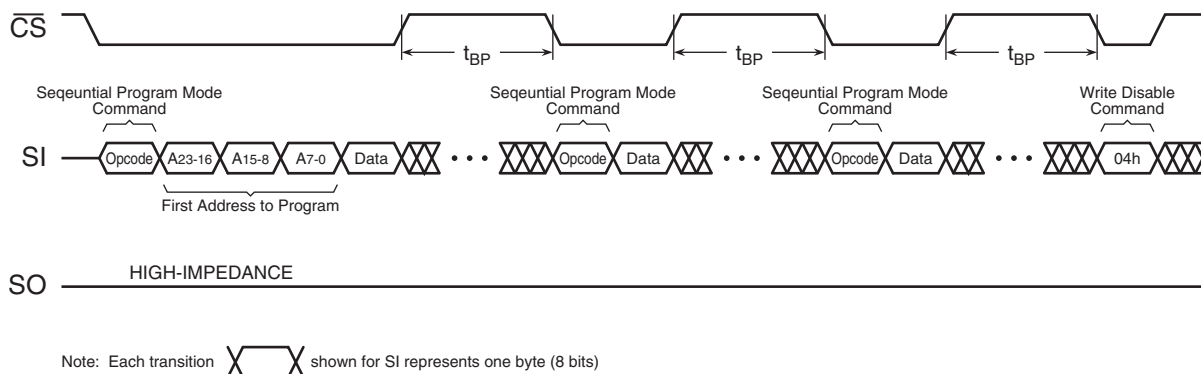 CS
tBP tBP tBP
Seqeuntial Program Mode Command
Seqeuntial Program Mode Command
Seqeuntial Program Mode Command
Write Disable Command
SI
Opcode A23-16 A15-8 A7-0 Data • • • Opcode Data • • • Opcode Data • • • 04h
First Address to Program
HIGH-IMPEDANCE
SO
Note: Each transition shown for SI represents one byte (8 bits)